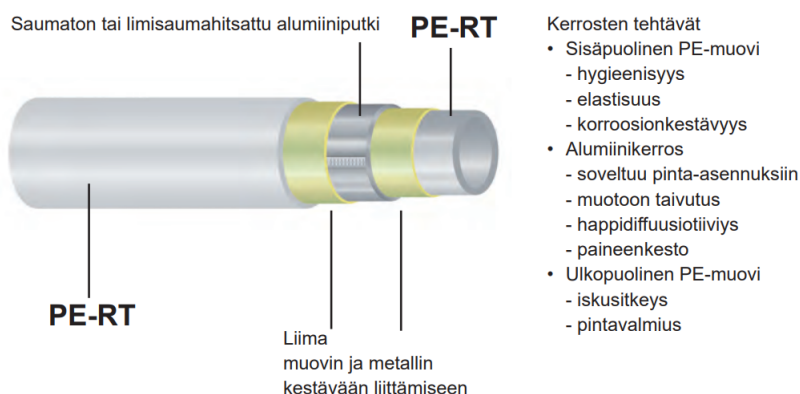 Saumaton tai limisaumahitsattu alumiiniputki
PE-RT
PE-RT
Liima
muovin ja metallin
kestävään liittämiseen
Kerrosten tehtävät
• Sisäpuolinen PE-muovi
- hygieenisyys
- elastisuus
- korroosionkestävyys
• Alumiinikerros
- soveltuu pinta-asennuksiin
- muotoon taivutus
- happidiffuusiotiiviys
- paineenkesto
• Ulkopuolinen PE-muovi
- iskusitkeys
- pintavalmius